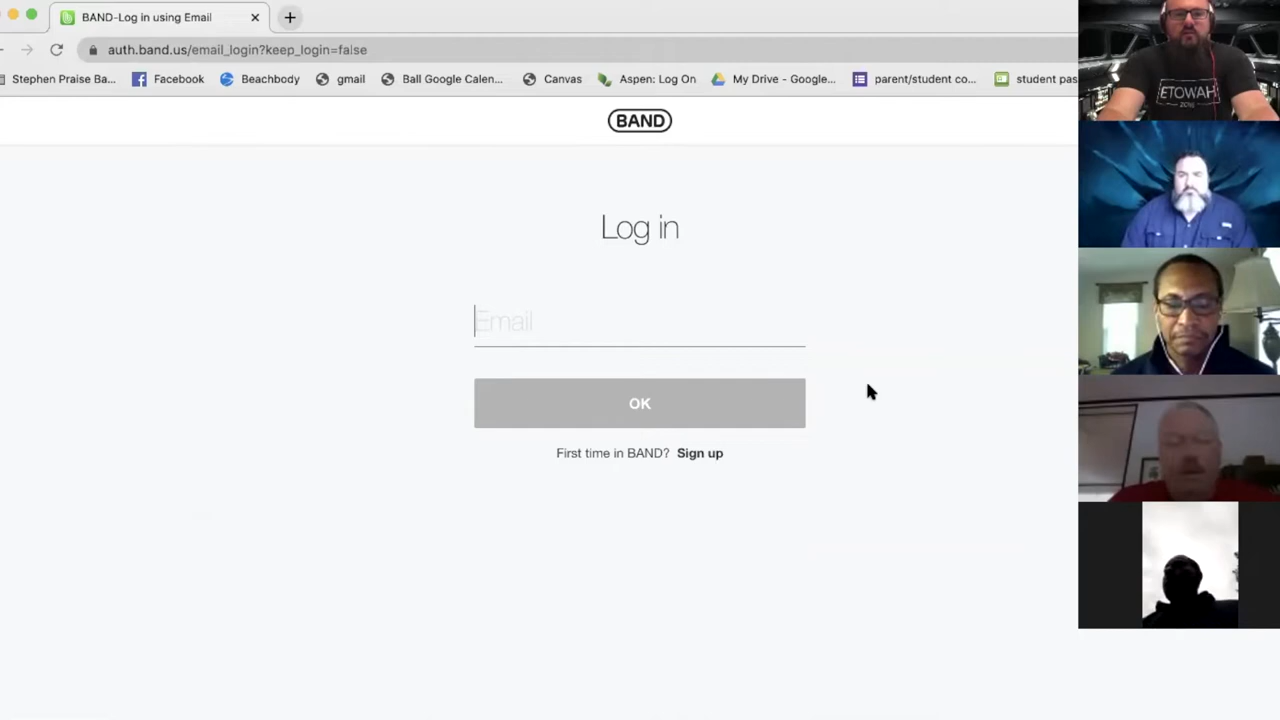 BAND-Log in using Email
auth.band.us/email_login?keep_login=false
Stephen Praise Ba... Facebook Beachbody gmail Ball Google Calen... Canvas Aspen: Log On My Drive - Google... parent/student co... student pas
BAND
Log in
Email
OK
First time in BAND? Sign up
ETOWAH